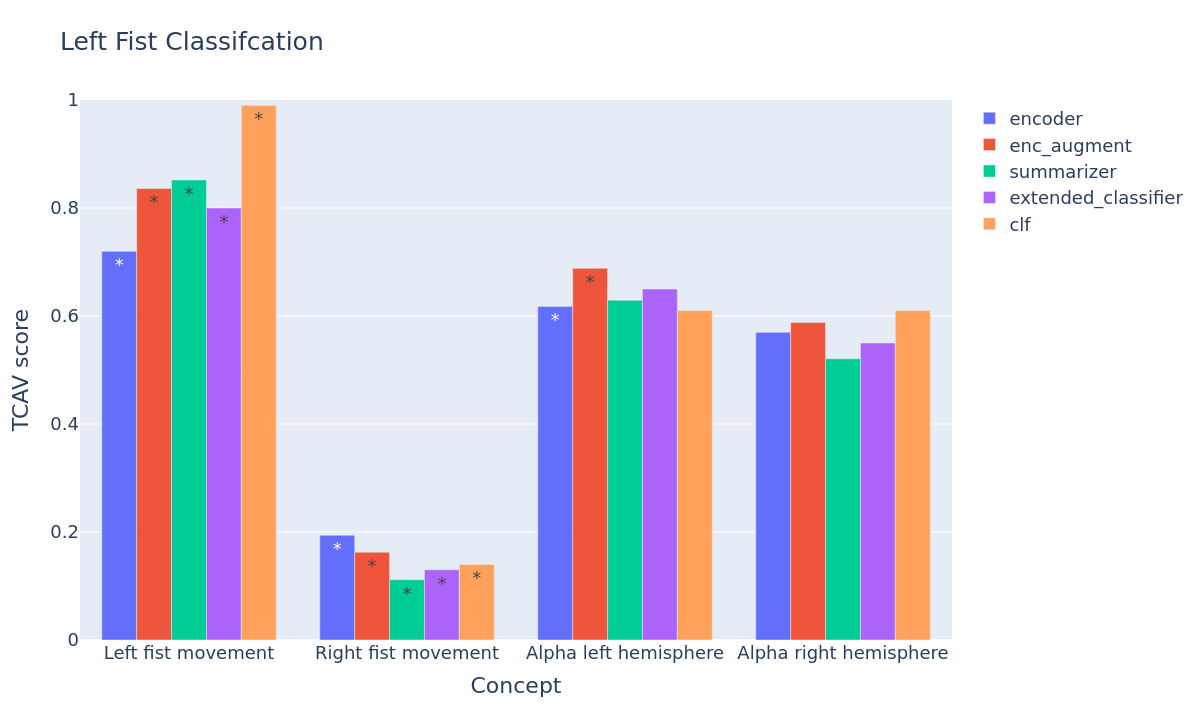 Left Fist Classifcation
encoder
enc_augment
summarizer
extended_classifier
clf
TCAV score
1
0.8
0.6
0.4
0.2
0
* * * * *
* * * * *
* *
Left fist movement Right fist movement Alpha left hemisphere Alpha right hemisphere
Concept